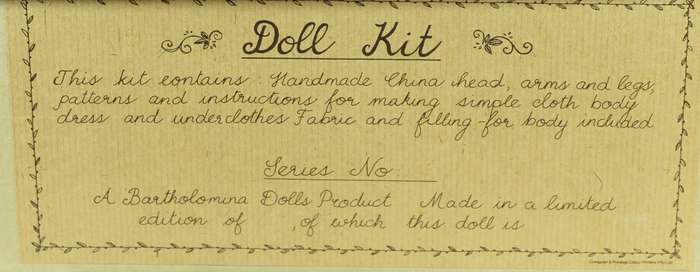 Doll Kit
This kit contains : Handmade China head, arms and legs,
patterns and instructions for making simple cloth body
dress and underclothes Fabric and filling for body included
Series No
A Bartholomina Dolls Product Made in a limited
edition of , of which this doll is